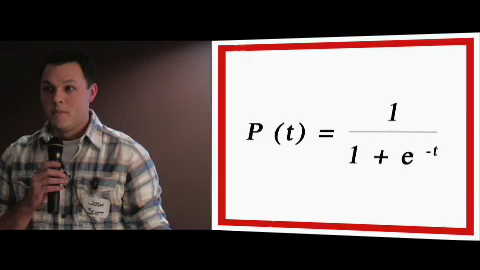 P (t) =
1
1 + e -t